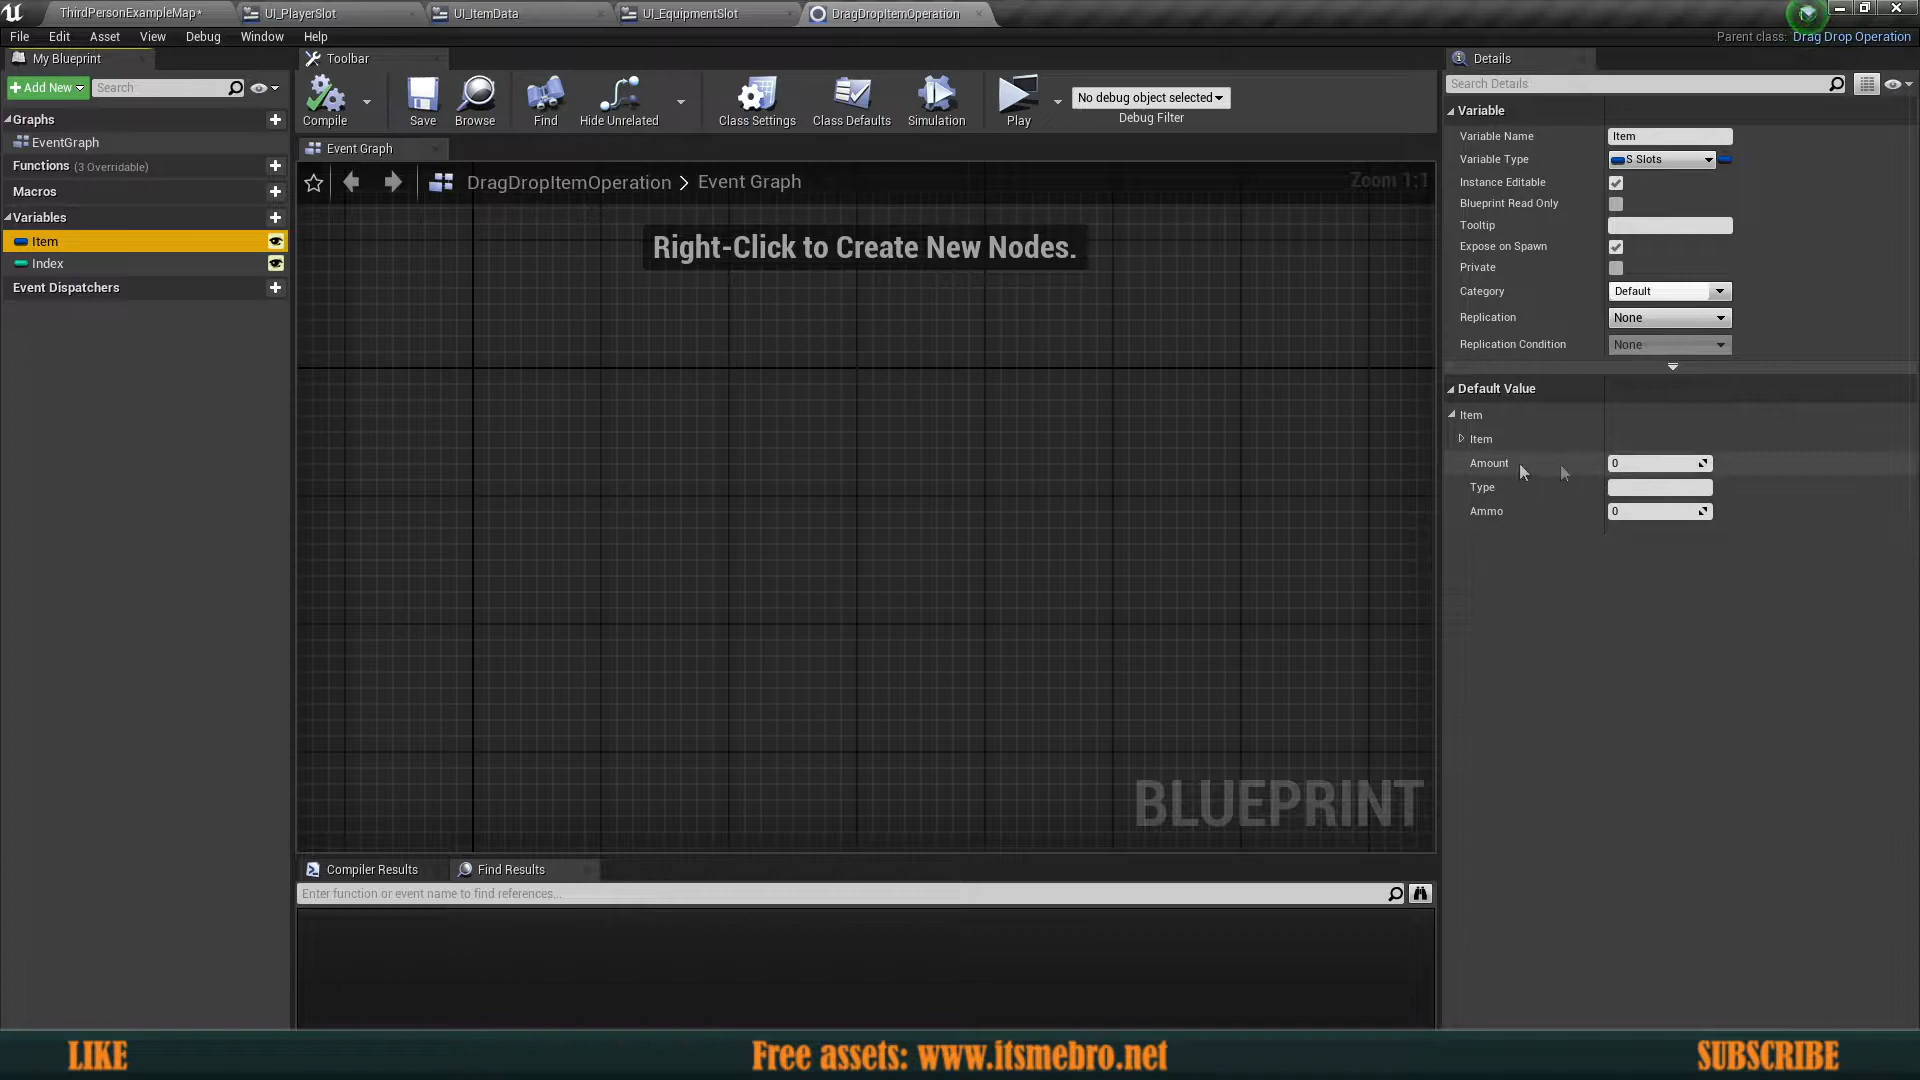 ThirdPersonExampleMap*
UI_PlayerSlot
UI_ItemData
UI_EquipmentSlot
DragDropItemOperation
File Edit Asset View Debug Window Help
Parent class: Drag Drop Operation
My Blueprint
Toolbar
Details
Add New
Search
Search Details
Compile
Save
Browse
Find
Hide Unrelated
Class Settings
Class Defaults
Simulation
Play
No debug object selected
Debug Filter
Graphs
EventGraph
Functions (3 Overridable)
Macros
Variables
Item
Index
Event Dispatchers
Event Graph
DragDropItemOperation > Event Graph
Zoom 1:1
Right-Click to Create New Nodes.
BLUEPRINT
Variable
Variable Name Item
Variable Type S Slots
Instance Editable
Blueprint Read Only
Tooltip
Expose on Spawn
Private
Category Default
Replication None
Replication Condition None
Default Value
Item
Item
Amount 0
Type
Ammo 0
Compiler Results
Find Results
Enter function or event name to find references...
LIKE
Free assets: www.itsmebro.net
SUBSCRIBE